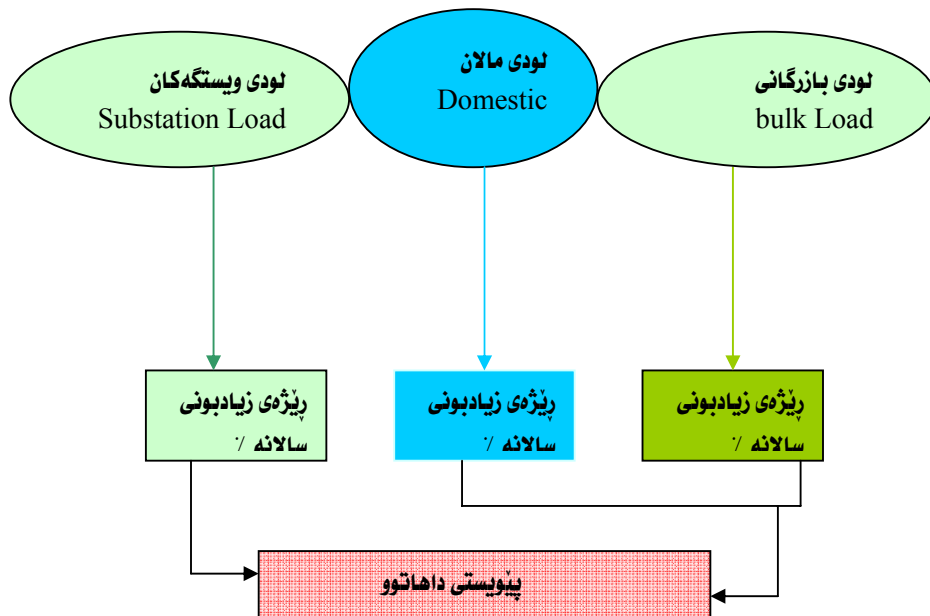 لودی ویستگەکان
Substation Load
لودی مالان
Domestic
لودی بازرگانی
bulk Load
ڕێژەی زیادبونی
سالانە ٪
ڕێژەی زیادبونی
سالانە ٪
ڕێژەی زیادبونی
سالانە ٪
پێویستی داهاتوو